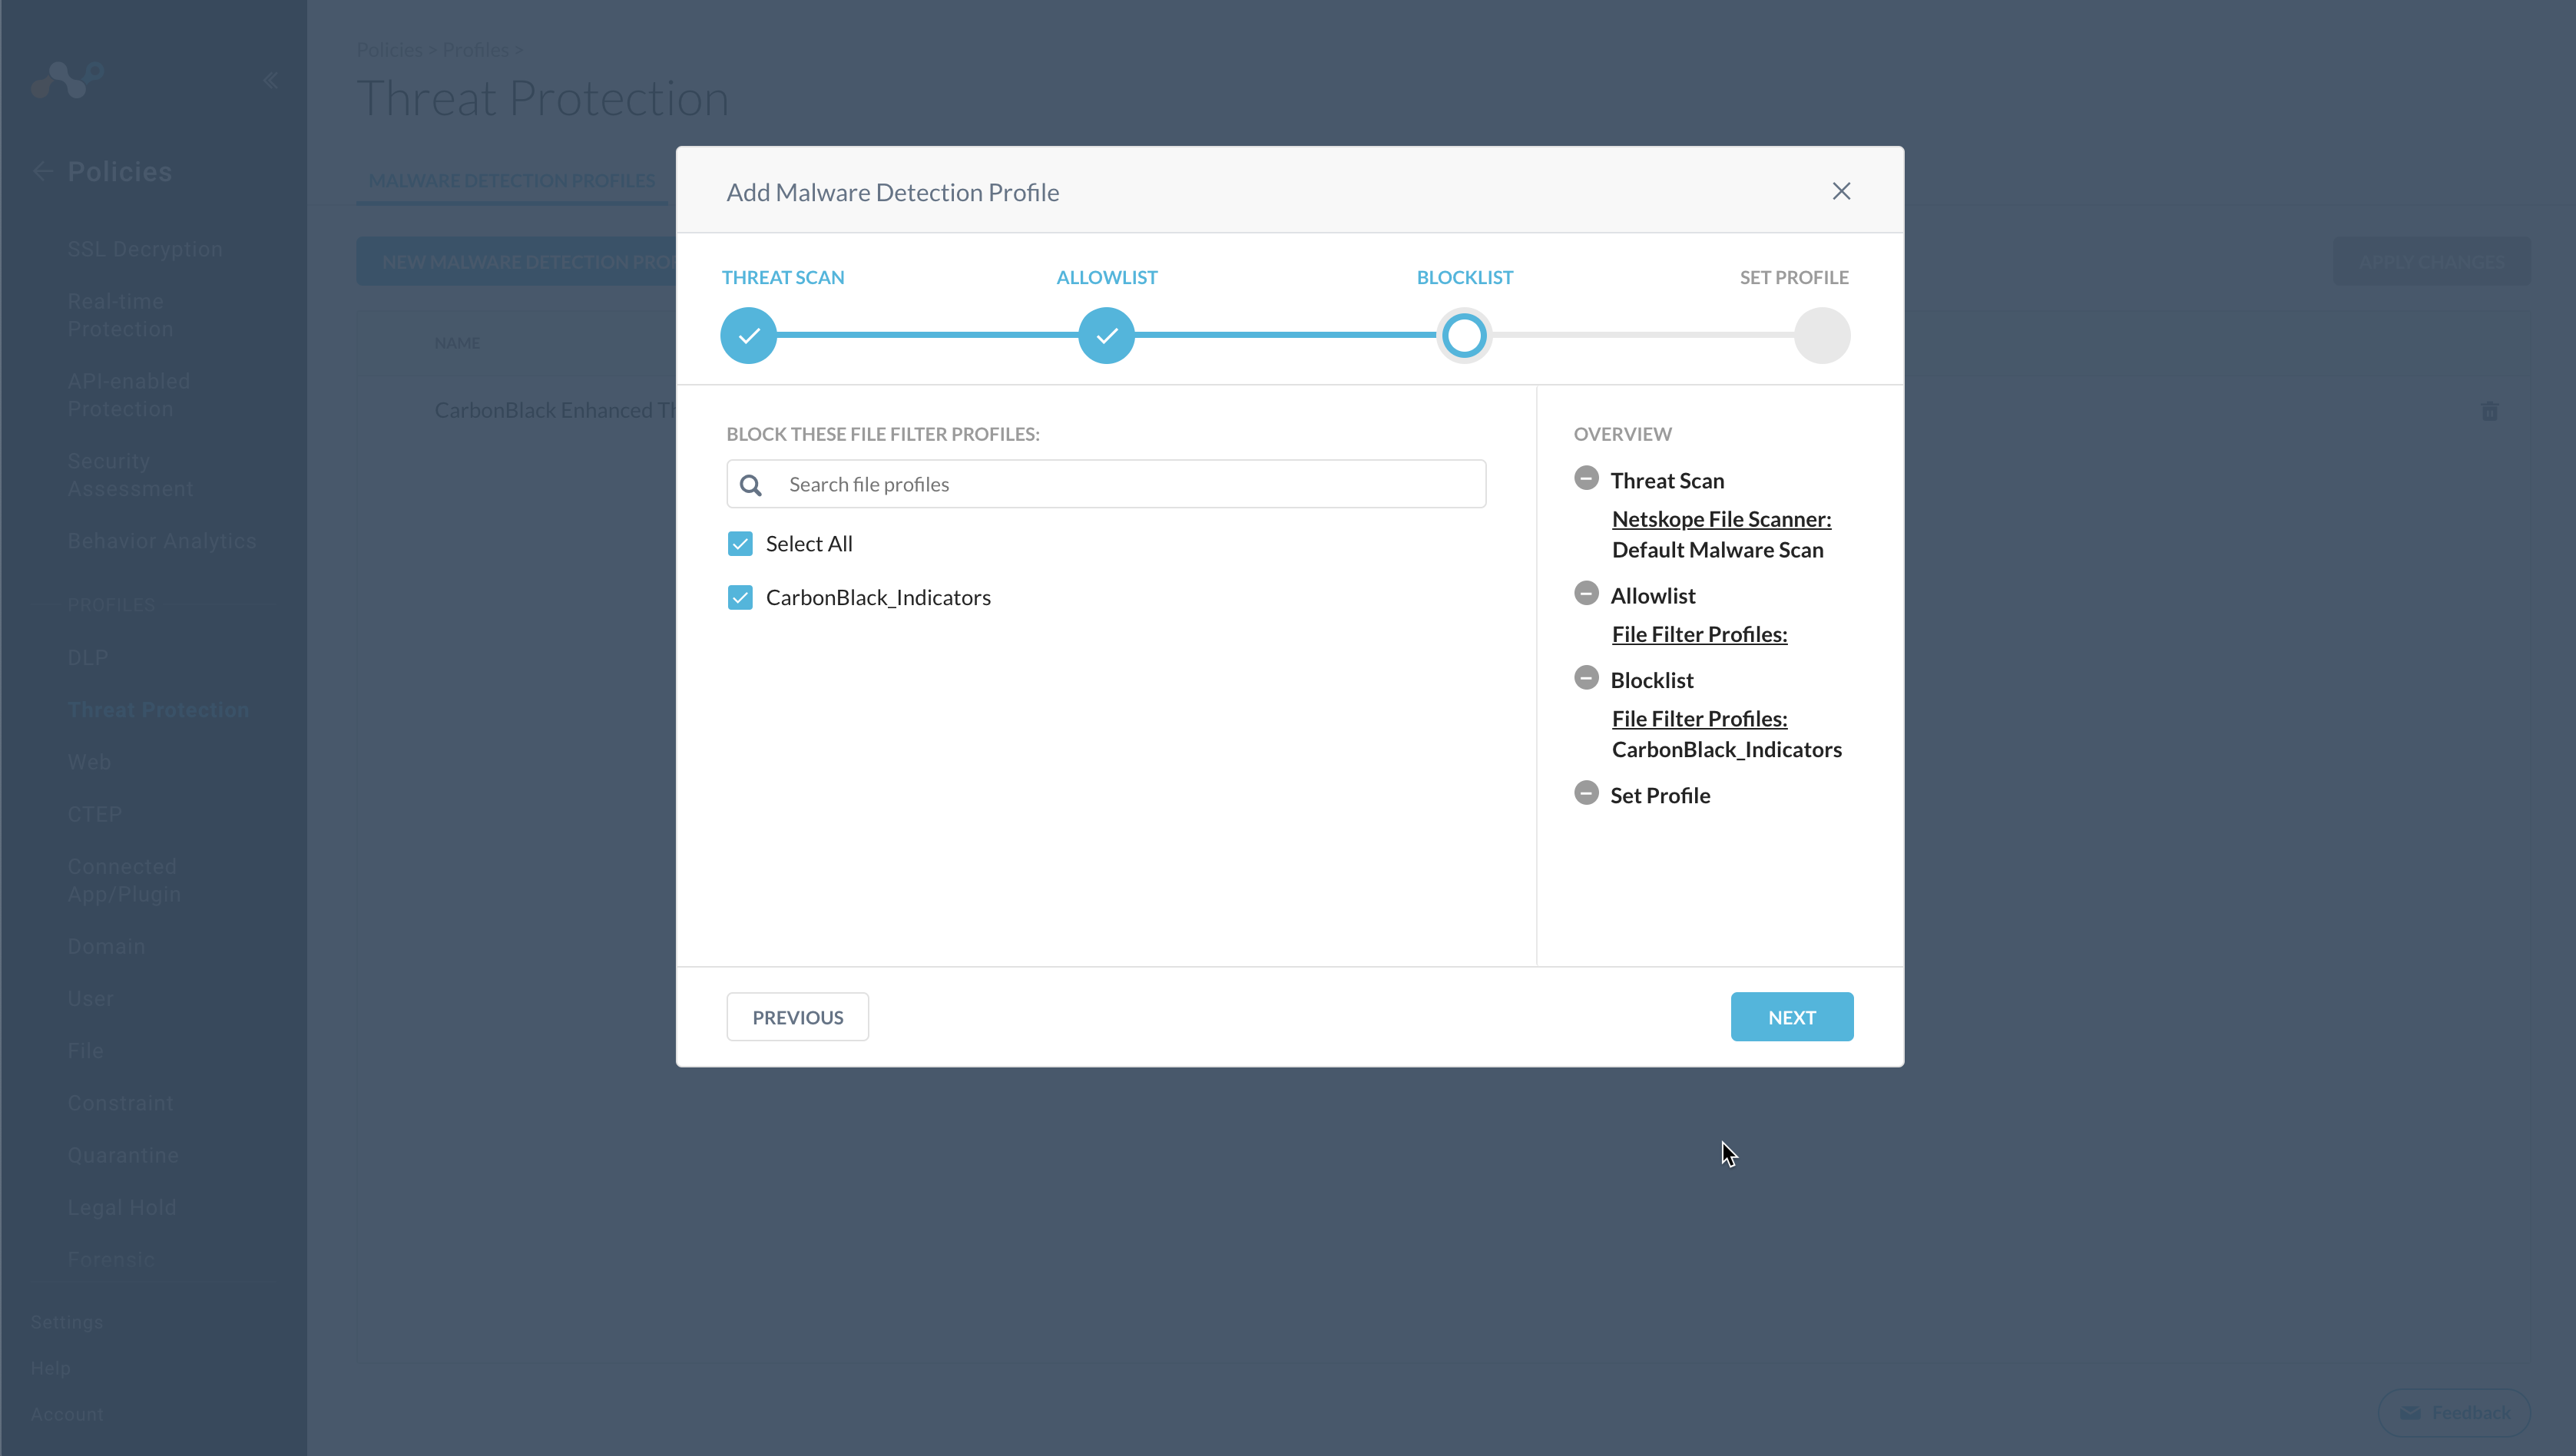 Policies > Profiles >
Threat Protection
Policies
SSL Decryption
Real-time
Protection
API-enabled
Protection
Security
Assessment
Behavior Analytics
PROFILES
DLP
Threat Protection
Web
CTEP
Connected
App/Plugin
Domain
User
File
Constraint
Quarantine
Legal Hold
Forensic
Settings
Help
Account
MALWARE DETECTION PROFILES
NEW MALWARE DETECTION PROF
APPLY CHANGES
NAME
CarbonBlack Enhanced Th
Add Malware Detection Profile
THREAT SCAN
ALLOWLIST
BLOCKLIST
SET PROFILE
BLOCK THESE FILE FILTER PROFILES:
Search file profiles
Select All
CarbonBlack_Indicators
OVERVIEW
Threat Scan
Netskope File Scanner:
Default Malware Scan
Allowlist
File Filter Profiles:
Blocklist
File Filter Profiles:
CarbonBlack_Indicators
Set Profile
PREVIOUS
NEXT
Feedback